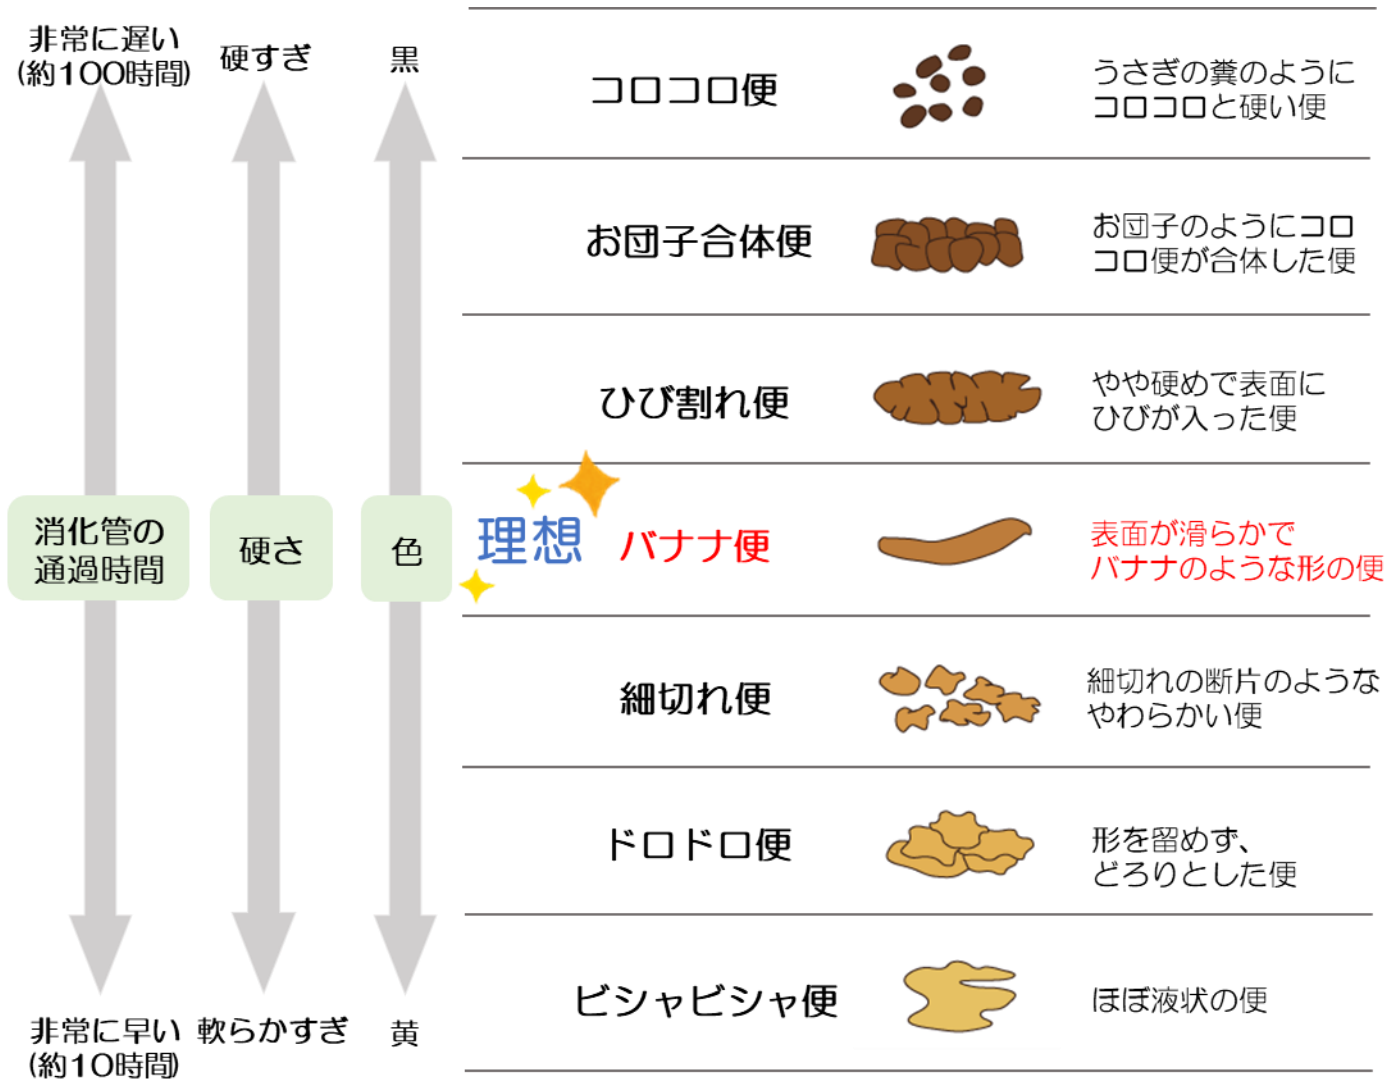 非常に遅い
(約100時間)
硬すぎ
黒
消化管の
通過時間
硬さ
色
非常に早い
(約10時間)
軟らかすぎ
黄
コロコロ便
うさぎの糞のように
コロコロと硬い便
お団子合体便
お団子のようにコロ
コロ便が合体した便
ひび割れ便
やや硬めで表面に
ひびが入った便
理想
バナナ便
表面が滑らかで
バナナのような形の便
細切れ便
細切れの断片のような
やわらかい便
ドロドロ便
形を留めず、
どろりとした便
ビシャビシャ便
ほぼ液状の便